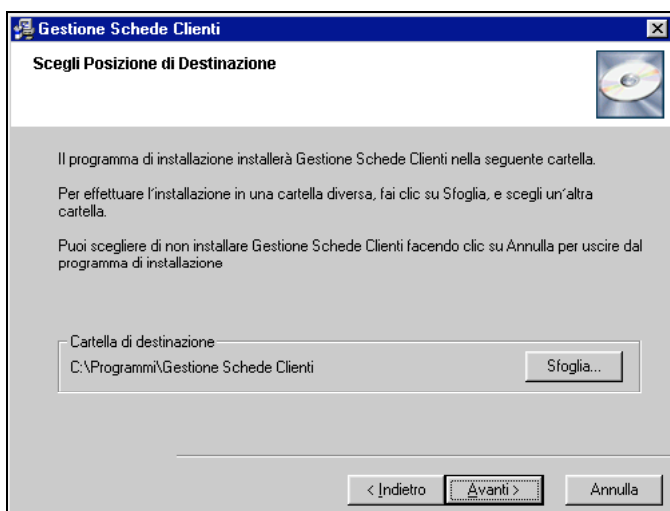 Gestione Schede Clienti
Scegli Posizione di Destinazione
Il programma di installazione installerà Gestione Schede Clienti nella seguente cartella.
Per effettuare l'installazione in una cartella diversa, fai clic su Sfoglia, e scegli un'altra
cartella.
Puoi scegliere di non installare Gestione Schede Clienti facendo clic su Annulla per uscire dal
programma di installazione
Cartella di destinazione
C:\Programmi\Gestione Schede Clienti
Sfoglia...
< Indietro
Avanti >
Annulla